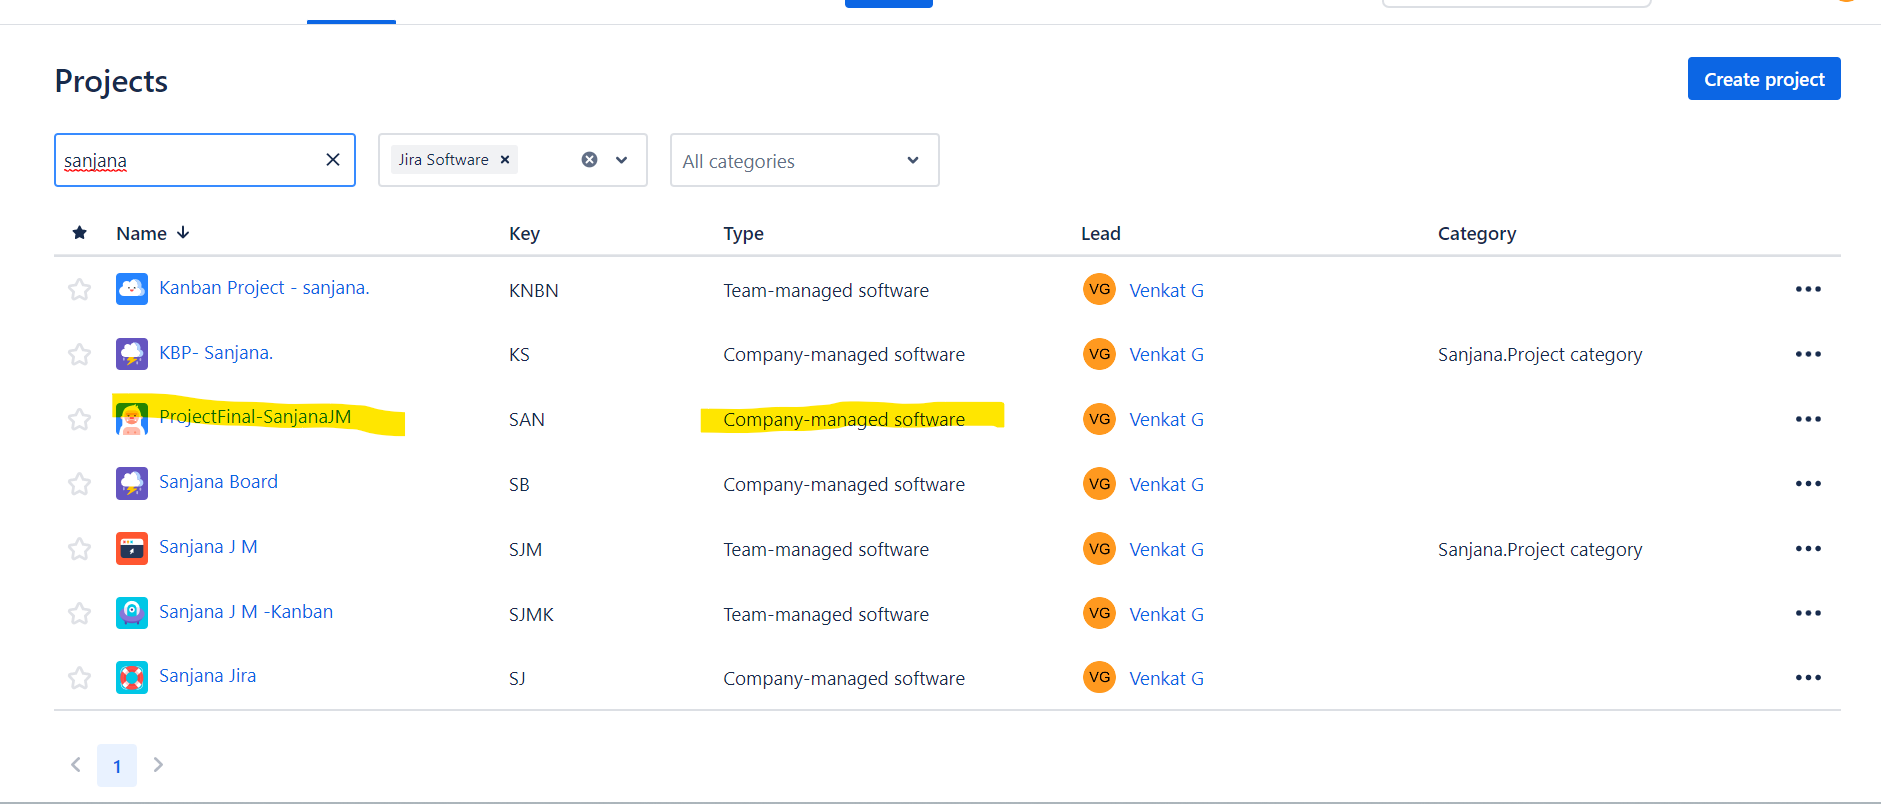 Projects
Create project
sanjana
Jira Software
All categories
Name Key Type Lead Category
Kanban Project - sanjana. KNBN Team-managed software VG Venkat G
KBP- Sanjana. KS Company-managed software VG Venkat G Sanjana.Project category
ProjectFinal-SanjanaJM SAN Company-managed software VG Venkat G
Sanjana Board SB Company-managed software VG Venkat G
Sanjana J M SJM Team-managed software VG Venkat G Sanjana.Project category
Sanjana J M -Kanban SJMK Team-managed software VG Venkat G
Sanjana Jira SJ Company-managed software VG Venkat G
1